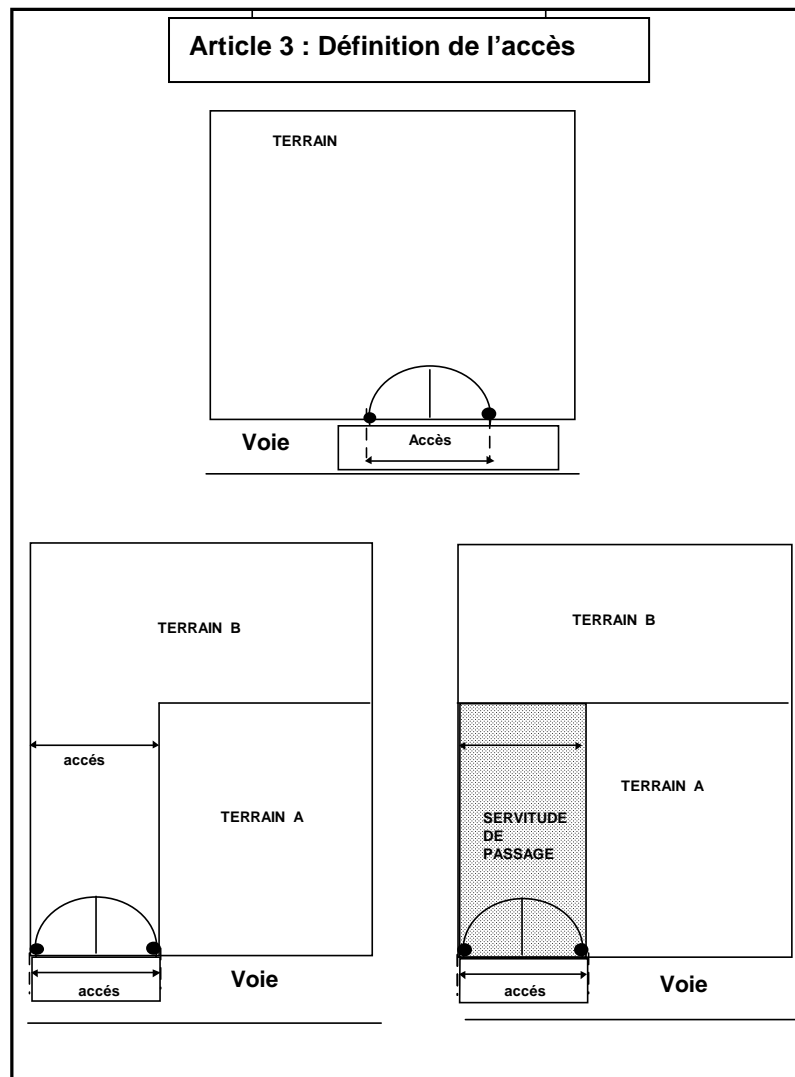 Article 3 : Définition de l'accès
TERRAIN
Voie
Accès
TERRAIN B
accés
TERRAIN A
accés
Voie
TERRAIN B
TERRAIN A
SERVITUDE
DE
PASSAGE
accés
Voie